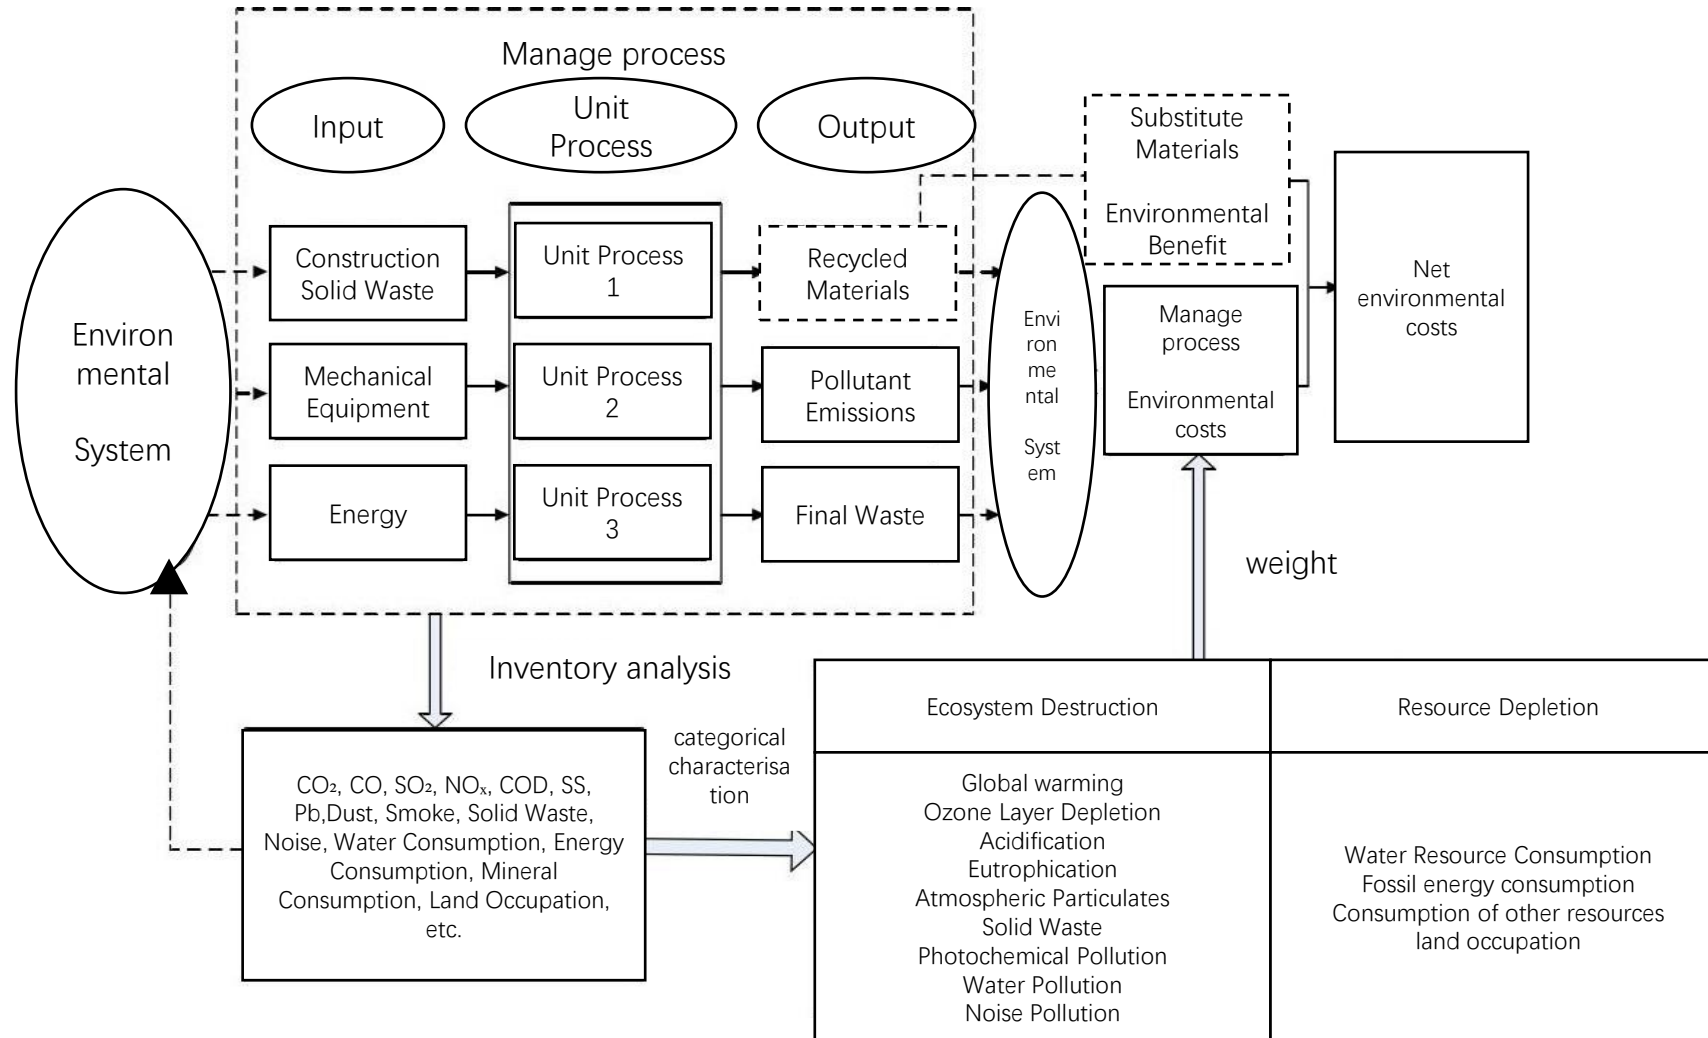 Manage process
Input
Unit
Process
Output
Environ
mental
System
Construction
Solid Waste
Mechanical
Equipment
Energy
Unit Process
1
Unit Process
2
Unit Process
3
Recycled
Materials
Pollutant
Emissions
Final Waste
Envi
ron
me
ntal
Syst
em
Substitute
Materials
Environmental
Benefit
Manage
process
Environmental
costs
Net
environmental
costs
weight
Inventory analysis
CO₂, CO, SO₂, NOₓ, COD, SS,
Pb,Dust, Smoke, Solid Waste,
Noise, Water Consumption, Energy
Consumption, Mineral
Consumption, Land Occupation,
etc.
categorical
characterisa
tion
Ecosystem Destruction
Global warming
Ozone Layer Depletion
Acidification
Eutrophication
Atmospheric Particulates
Solid Waste
Photochemical Pollution
Water Pollution
Noise Pollution
Resource Depletion
Water Resource Consumption
Fossil energy consumption
Consumption of other resources
land occupation